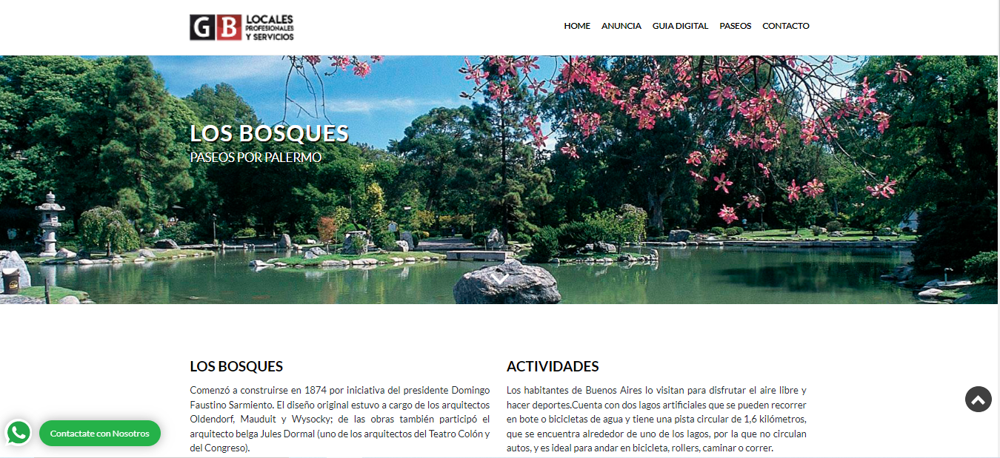 GB LOCALES
PROFESIONALES
Y SERVICIOS
HOME ANUNCIA GUIA DIGITAL PASEOS CONTACTO
LOS BOSQUES
PASEOS POR PALERMO
LOS BOSQUES
Comenzó a construirse en 1874 por iniciativa del presidente Domingo
Faustino Sarmiento. El diseño original estuvo a cargo de los arquitectos
Oldendorf, Mauduit y Wysocky; de las obras también participó el
arquitecto belga Jules Dormal (uno de los arquitectos del Teatro Colón y
del Congreso).
ACTIVIDADES
Los habitantes de Buenos Aires lo visitan para disfrutar el aire libre y
hacer deportes.Cuenta con dos lagos artificiales que se pueden recorrer
en bote o bicicletas de agua y tiene una pista circular de 1,6 kilómetros,
que se encuentra alrededor de uno de los lagos, por la que no circulan
autos, y es ideal para andar en bicicleta, rollers, caminar o correr.
Contactate con Nosotros